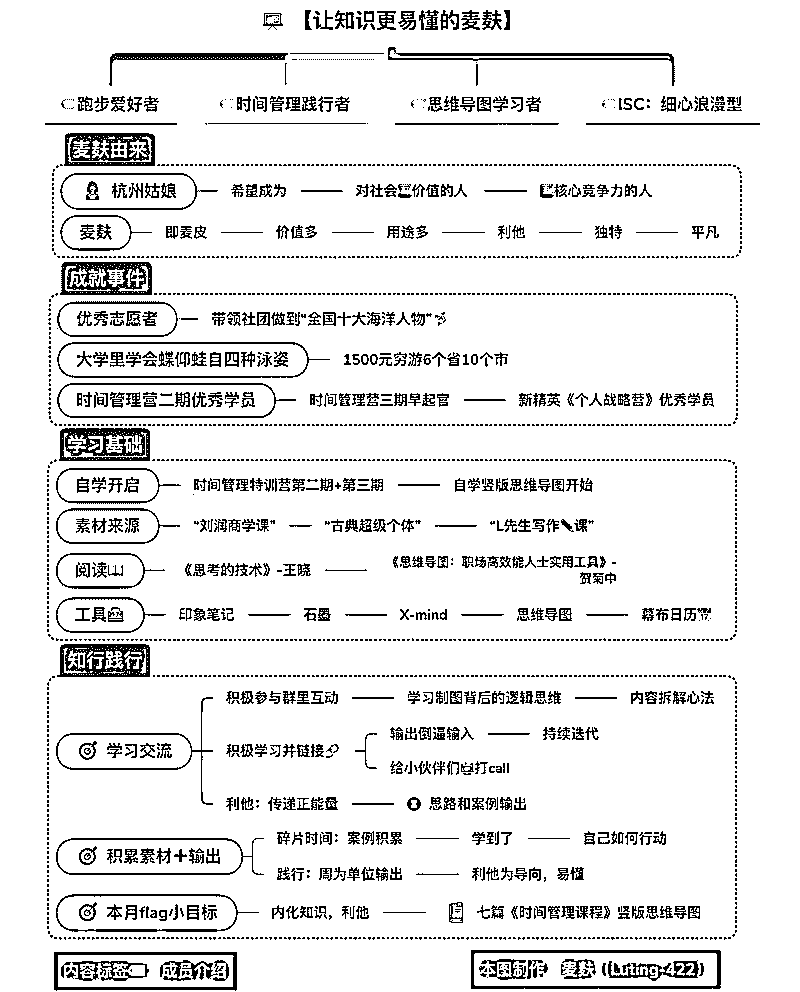 【让知识更易懂的麦麸】
跑步爱好者 时间管理践行者 思维导图学习者 ISC：细心浪漫型
麦麸由来
杭州姑娘 希望成为 对社会有价值的人 核心竞争力的人
麦麸 即麦皮 价值多 用途多 利他 独特 平凡
成就事件
优秀志愿者 带领社团做到“全国十大海洋人物”
大学里学会蝶仰蛙自四种泳姿 1500元穷游6个省10个市
时间管理营二期优秀学员 时间管理营三期早起官 新精英《个人战略营》优秀学员
学习基础
自学开启 时间管理特训营第二期+第三期 自学竖版思维导图开始
素材来源 “刘润商学课” “古典超级个体” “L先生写作课”
阅读 《思考的技术》-王晓 《思维导图：职场高效能人士实用工具》-
贺菊中
工具 印象笔记 石墨 X-mind 思维导图 幕布日历
知行践行
积极参与群里互动 学习制图背后的逻辑思维 内容拆解心法
输出倒逼输入 持续迭代
学习交流 积极学习并链接
给小伙伴们打call
利他：传递正能量 思路和案例输出
碎片时间：案例积累 学到了 自己如何行动
积累素材＋输出
践行：周为单位输出 利他为导向，易懂
本月flag小目标 内化知识，利他 七篇《时间管理课程》竖版思维导图
内容标签 成员介绍 本图制作 麦麸（Luting-422）